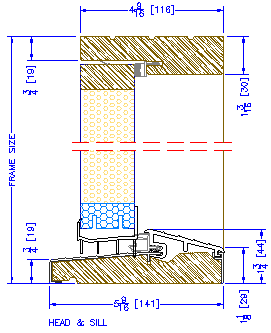 4 9/16 [116]
3/4 [19]
1 3/16 [30]
FRAME SIZE
3/4 [19]
1 3/4 [44]
1 1/8 [29]
5 9/16 [141]
HEAD & SILL